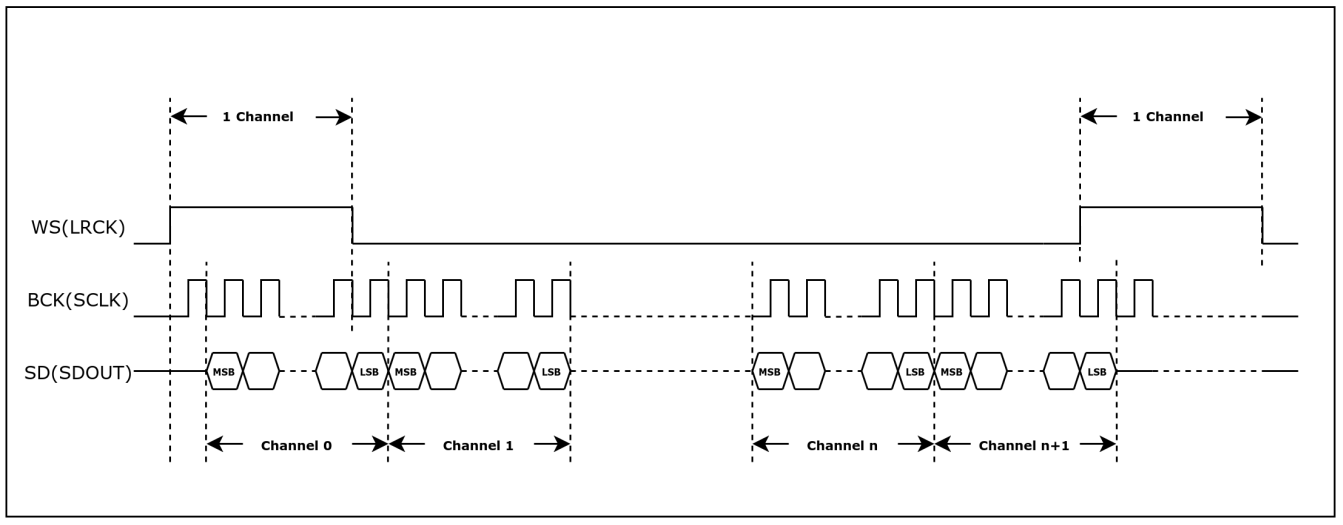 1 Channel
1 Channel
WS(LRCK)
BCK(SCLK)
SD(SDOUT)
MSB
LSB
MSB
LSB
MSB
LSB
MSB
LSB
Channel 0
Channel 1
Channel n
Channel n+1